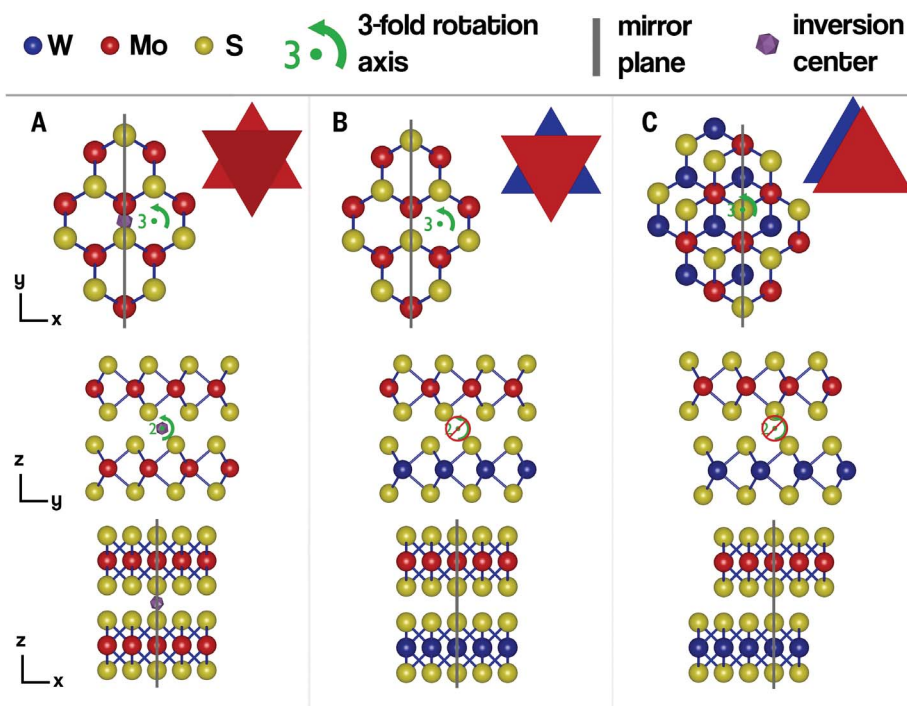 W Mo S
3 3-fold rotation axis
mirror plane
inversion center
A B C
3 3 3
y
x
2 2 2
z
y
z
x